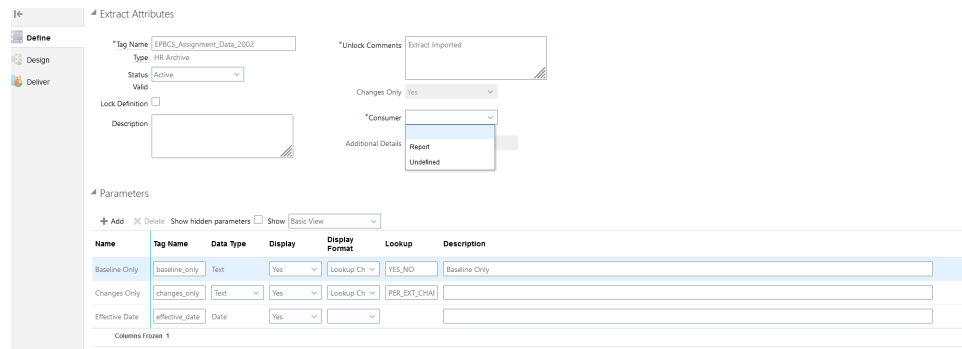 Extract Attributes
Define
Design
Deliver
*Tag Name EPBCS_Assignment_Data_2002
Type HR Archive
Status Active
Valid
Lock Definition
Description
*Unlock Comments Extract Imported
Changes Only Yes
*Consumer
Report
Undefined
Additional Details
Parameters
Add Delete Show hidden parameters Show Basic View
Name Tag Name Data Type Display Display Format Lookup Description
Baseline Only baseline_only Text Yes Lookup Ch YES_NO Baseline Only
Changes Only changes_only Text Yes Lookup Ch PER_EXT_CHAI
Effective Date effective_date Date Yes
Columns Frozen 1